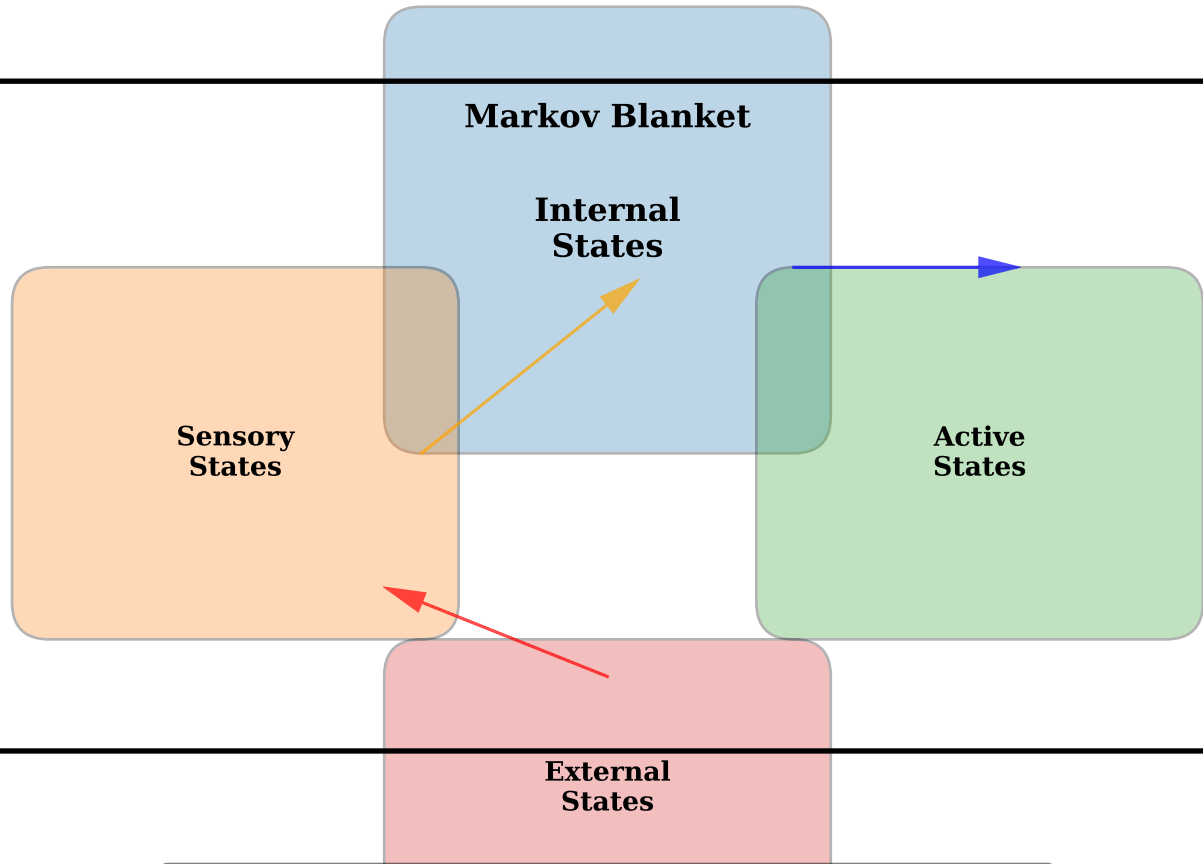 Markov Blanket
Internal
States
Sensory
States
Active
States
External
States